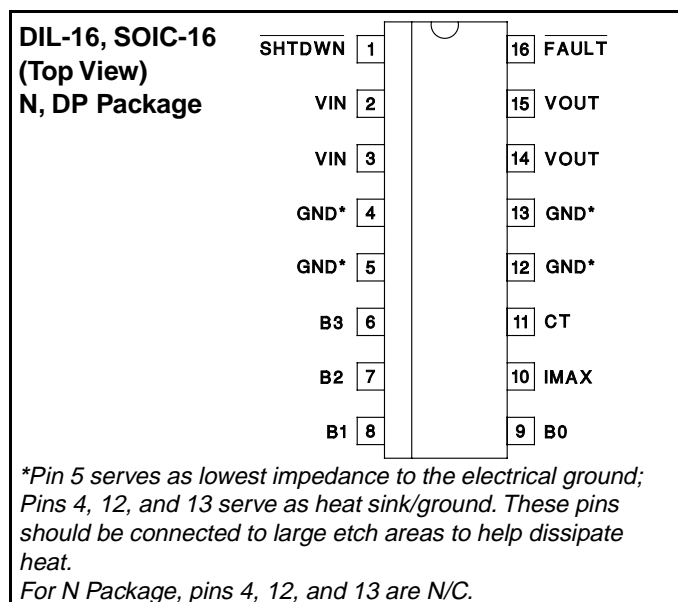 DIL-16, SOIC-16
(Top View)
N, DP Package
SHTDWN 1 16 FAULT
VIN 2 15 VOUT
VIN 3 14 VOUT
GND* 4 13 GND*
GND* 5 12 GND*
B3 6 11 CT
B2 7 10 IMAX
B1 8 9 B0
*Pin 5 serves as lowest impedance to the electrical ground;
Pins 4, 12, and 13 serve as heat sink/ground. These pins
should be connected to large etch areas to help dissipate
heat.
For N Package, pins 4, 12, and 13 are N/C.